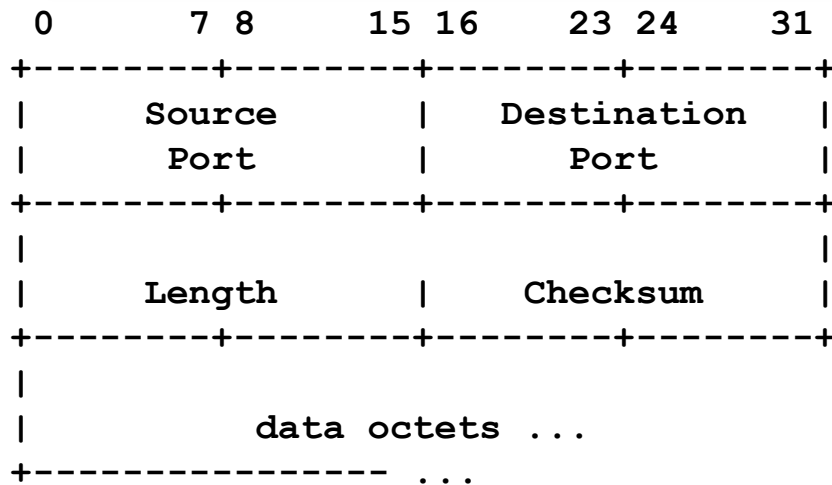 0      7 8     15 16    23 24     31
+--------+--------+--------+--------+
|     Source      |   Destination   |
|      Port       |      Port       |
+--------+--------+--------+--------+
|                                   |
|     Length      |    Checksum     |
+--------+--------+--------+--------+
|
|          data octets ...
+---------------- ...